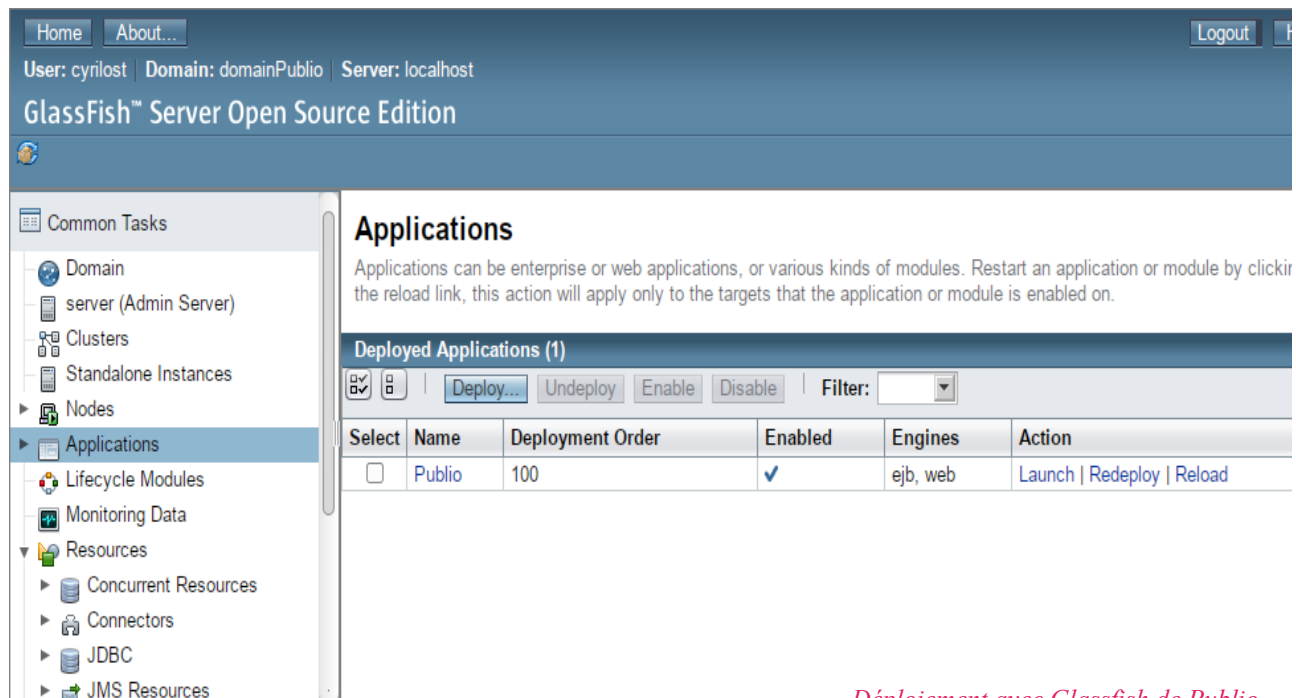 Home About... Logout
User: cyrilost Domain: domainPublio Server: localhost
GlassFish™ Server Open Source Edition
Common Tasks
Domain
server (Admin Server)
Clusters
Standalone Instances
Nodes
Applications
Lifecycle Modules
Monitoring Data
Resources
Concurrent Resources
Connectors
JDBC
JMS Resources
Applications
Applications can be enterprise or web applications, or various kinds of modules. Restart an application or module by
the reload link, this action will apply only to the targets that the application or module is enabled on.
Deployed Applications (1)
Deploy... Undeploy Enable Disable Filter:
Select Name Deployment Order Enabled Engines Action
Publio 100 ejb, web Launch | Redeploy | Reload
Déploiement avec Glassfish de Publio